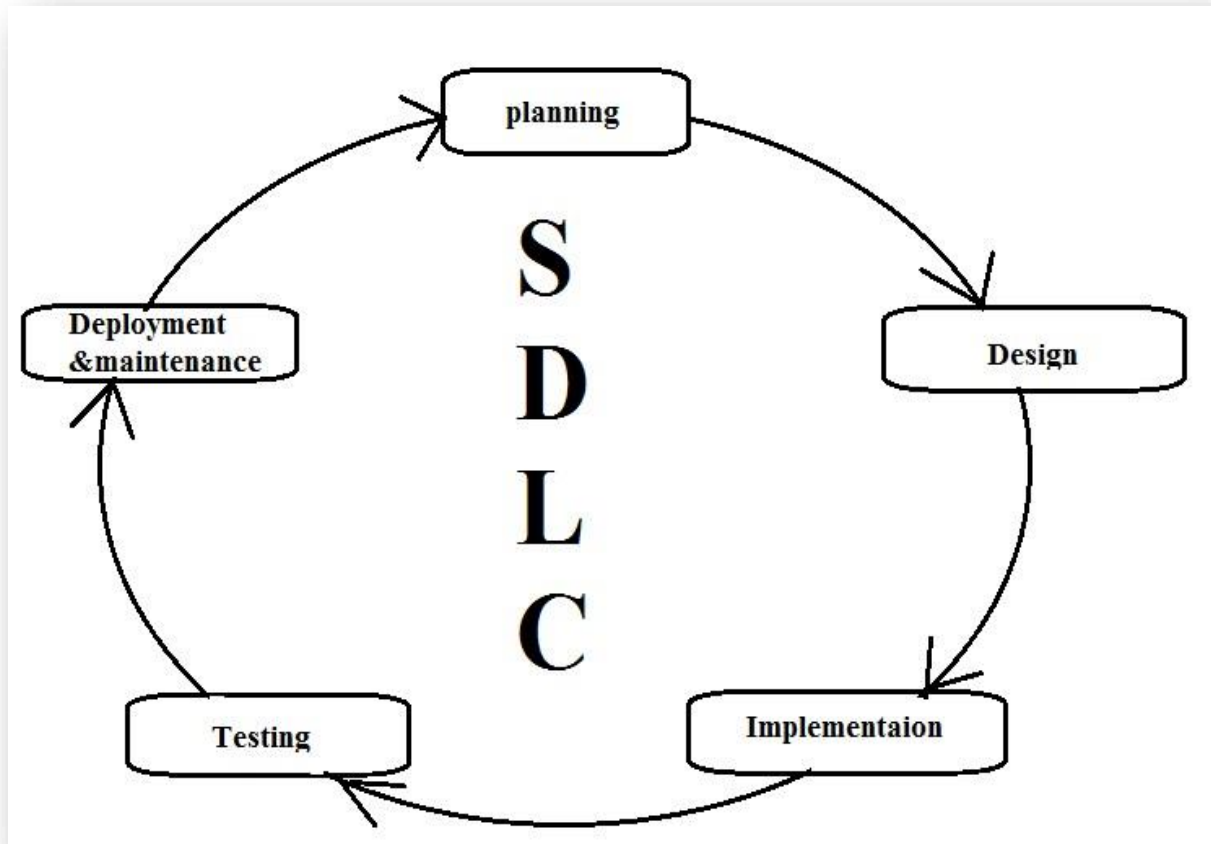 planning
S
D
L
C
Deployment
&maintenance
Design
Testing
Implementaion